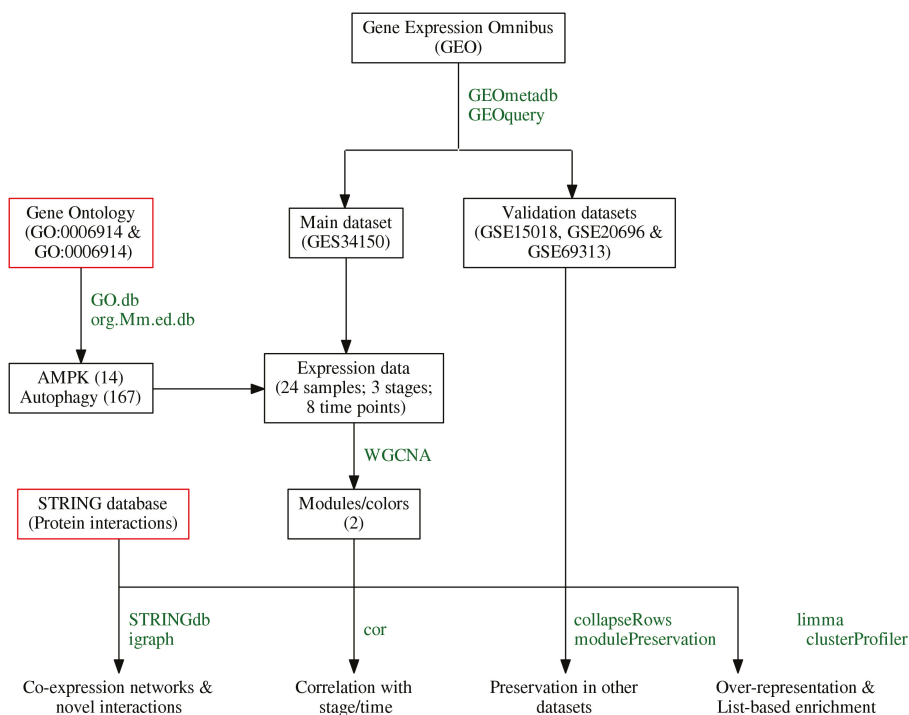 Gene Expression Omnibus
(GEO)
GEOmetadb
GEOquery
Gene Ontology
(GO:0006914 &
GO:0006914)
Main dataset
(GES34150)
Validation datasets
(GSE15018, GSE20696 &
GSE69313)
GO.db
org.Mm.ed.db
AMPK (14)
Autophagy (167)
Expression data
(24 samples; 3 stages;
8 time points)
WGCNA
STRING database
(Protein interactions)
Modules/colors
(2)
STRINGdb
igraph
cor
collapseRows
modulePreservation
limma
clusterProfiler
Co-expression networks &
novel interactions
Correlation with
stage/time
Preservation in other
datasets
Over-representation &
List-based enrichment